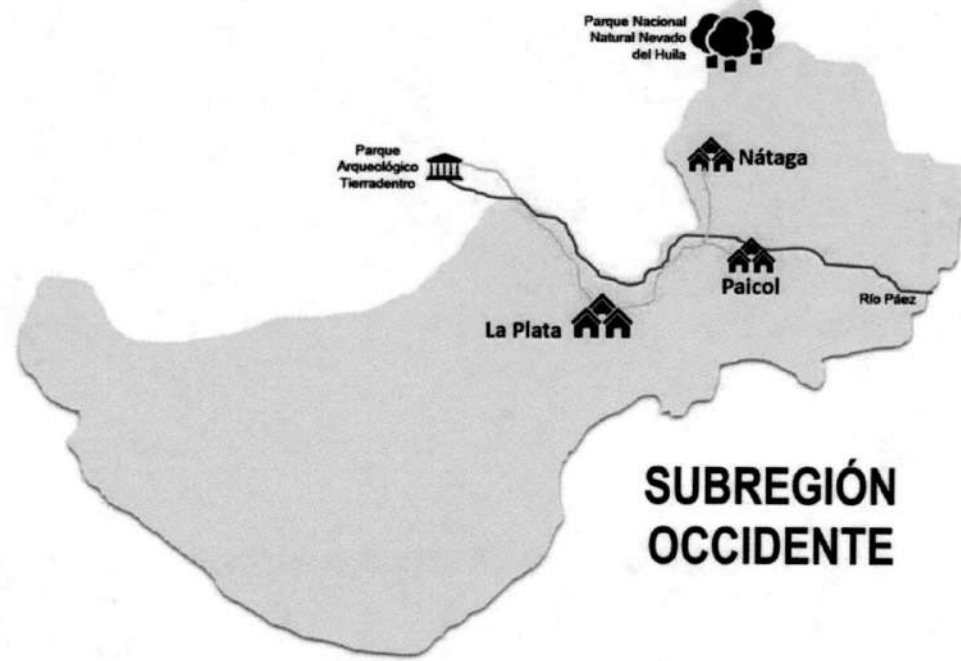 Parque Nacional
Natural Nevado
del Huila
Parque
Arqueológico
Tierradentro
Nátaga
Paicol
Río Páez
La Plata
SUBREGIÓN
OCCIDENTE